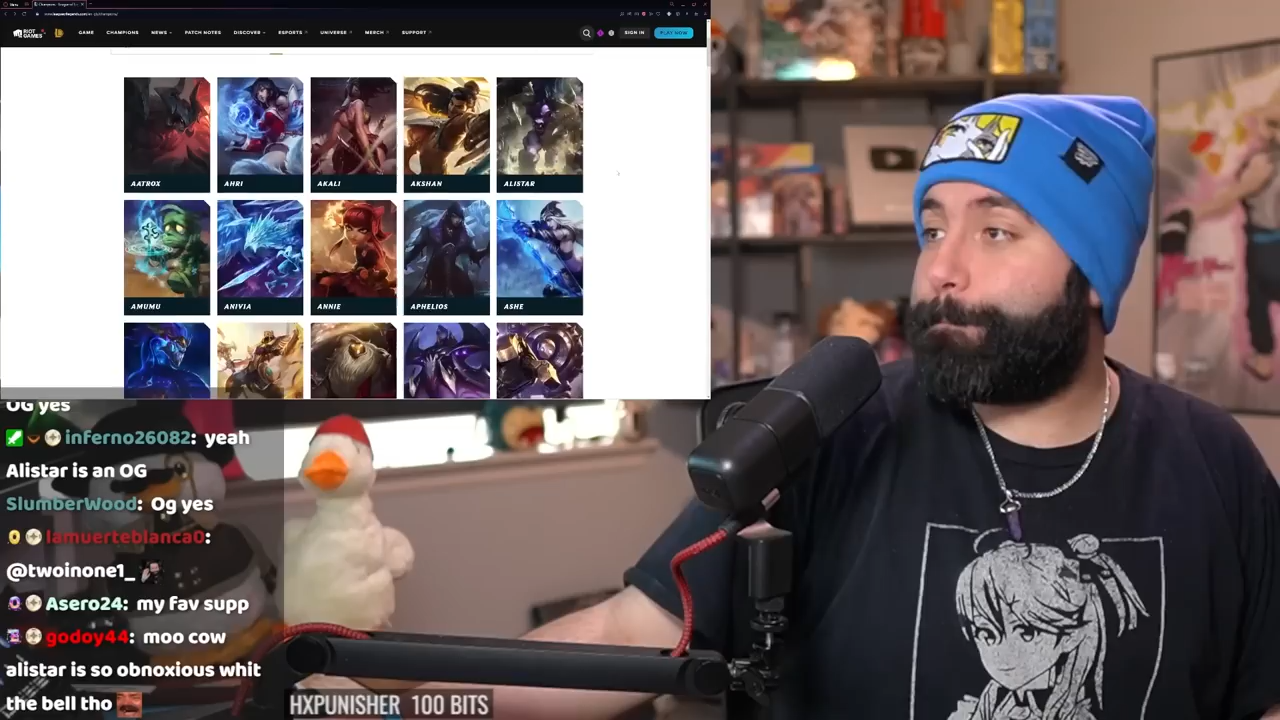 RIOT GAMES
GAME CHAMPIONS NEWS PATCH NOTES DISCOVER ESPORTS UNIVERSE MERCH SUPPORT
SIGN IN PLAY NOW
AATROX AHRI AKALI AKSHAN ALISTAR
AMUMU ANIVIA ANNIE APHELIOS ASHE
OG yes
inferno26082: yeah
Alistar is an OG
SlumberWood: Og yes
lamuerteblanca0:
@twoinone1_
Asero24: my fav supp
godoy44: moo cow
alistar is so obnoxious whit
the bell tho
HXPUNISHER 100 BITS